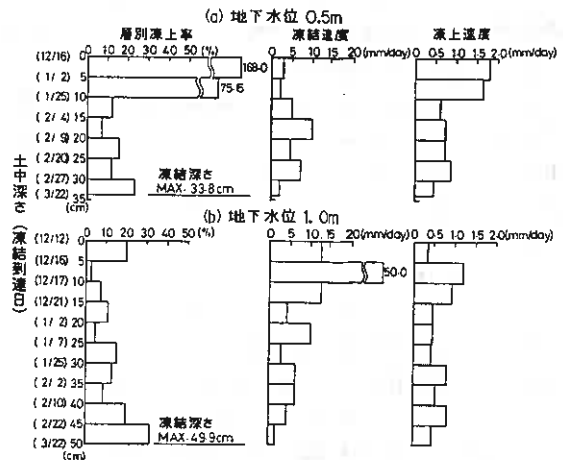 (a) 地下水位 0.5m
層別凍上率 凍結速度 凍上速度
0 10 20 30 40 50 (%) 0 5 10 15 20 (mm/day) 0 0.5 1.0 1.5 2.0 (mm/day)
(12/16) 0
168.0
( 1/ 2) 5
75.6
( 1/25) 10
( 2/ 4) 15
( 2/ 9) 20
( 2/20) 25
( 2/27) 30
( 3/22) 35
(cm)
凍結深さ
MAX-33.8cm
土中深さ (凍結到達日)
(b) 地下水位 1.0m
0 10 20 30 40 50 (%) 0 5 10 15 20 (mm/day) 0 0.5 1.0 1.5 2.0 (mm/day)
(12/12) 0
(12/16) 5
50.0
(12/17) 10
(12/21) 15
( 1/ 2) 20
( 1/ 7) 25
( 1/25) 30
( 2/ 2) 35
( 2/10) 40
( 2/22) 45
( 3/22) 50
(cm)
凍結深さ
MAX-49.9cm